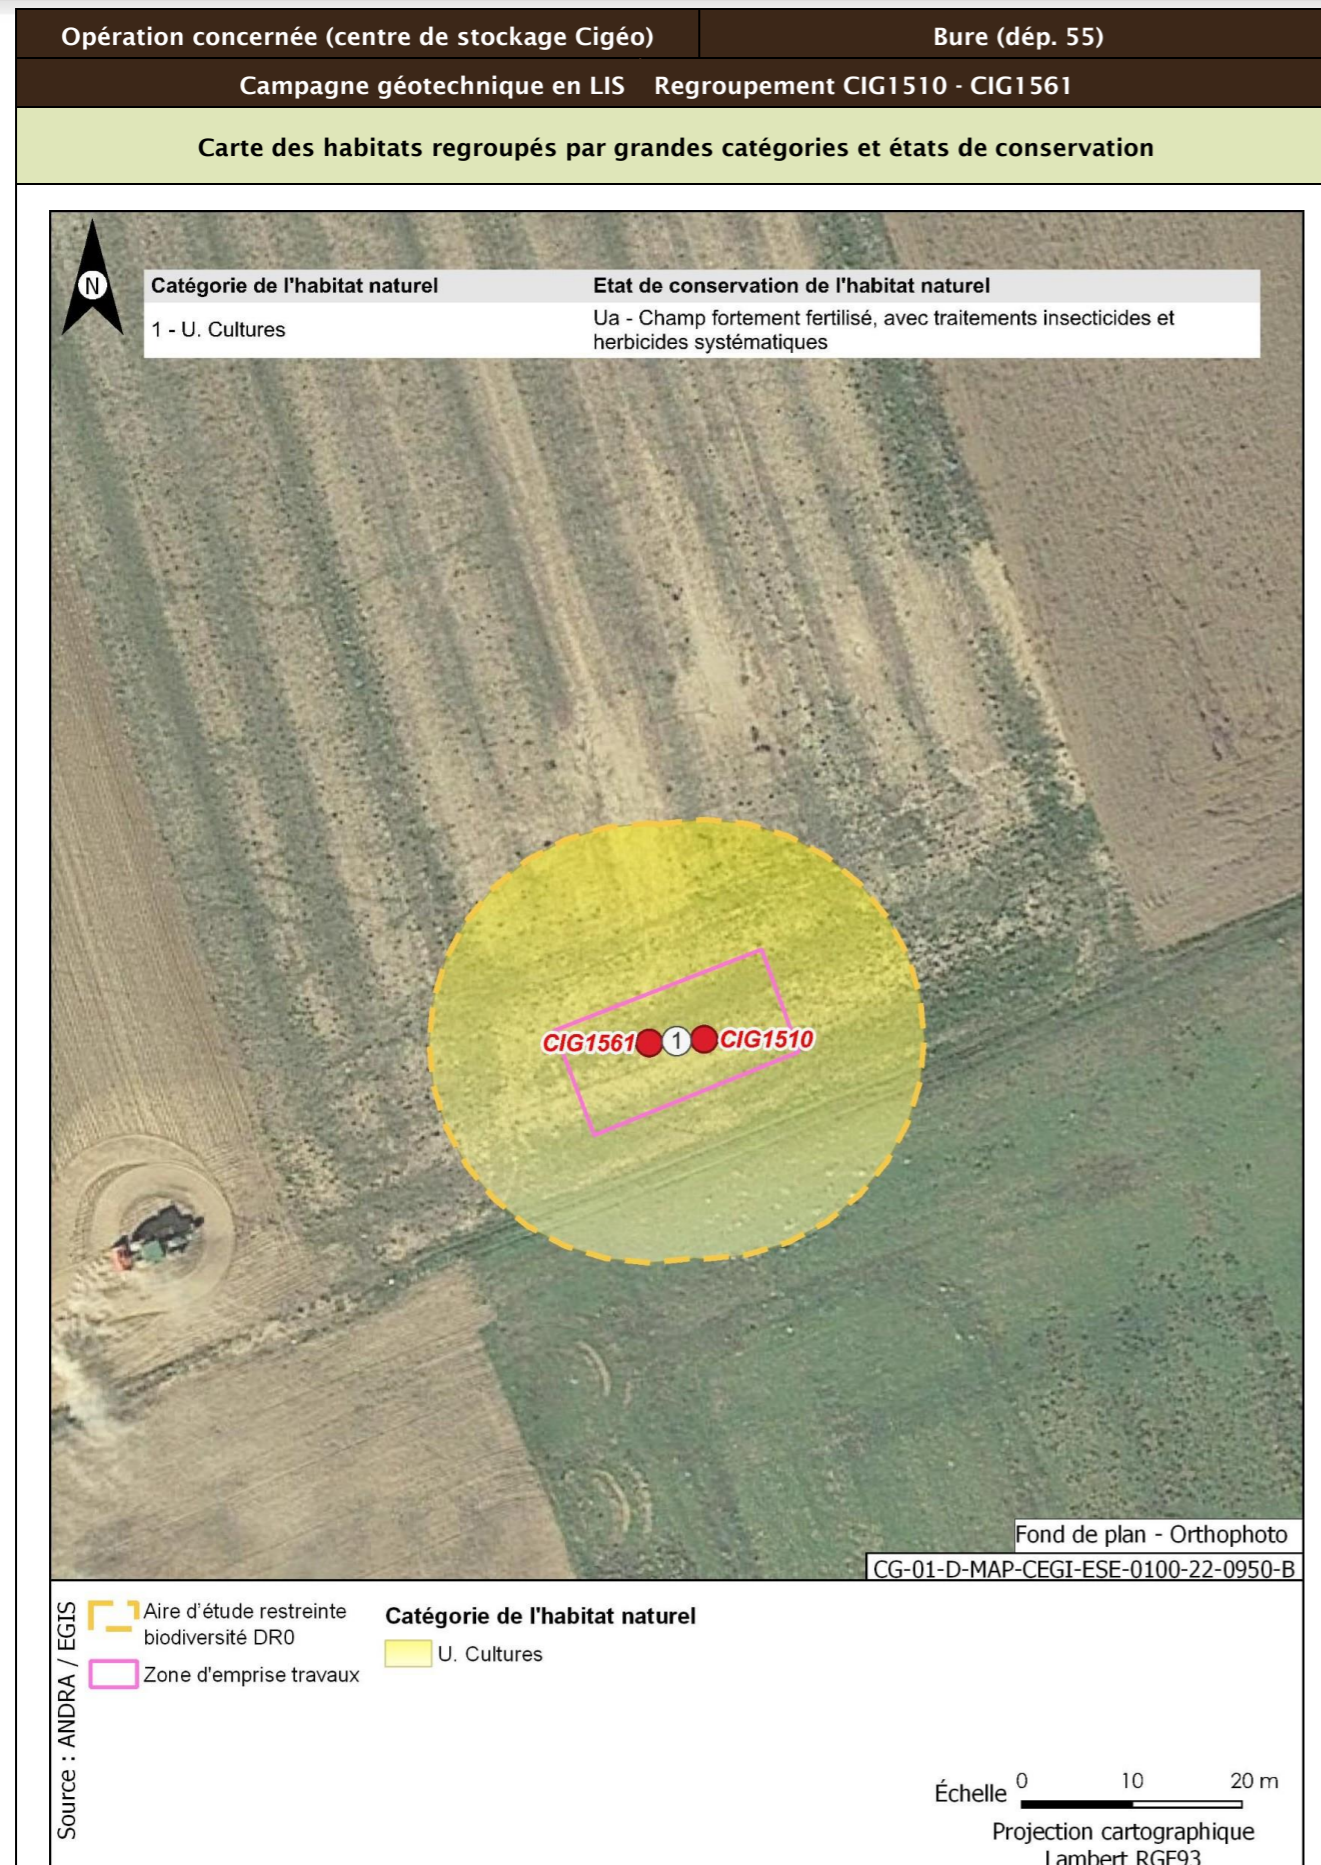 Opération concernée (centre de stockage Cigéo) Bure (dép. 55)
Campagne géotechnique en LIS Regroupement CIG1510 - CIG1561
Carte des habitats regroupés par grandes catégories et états de conservation
N
Catégorie de l'habitat naturel Etat de conservation de l'habitat naturel
1 - U. Cultures Ua - Champ fortement fertilisé, avec traitements insecticides et
herbicides systématiques
CIG1561 1 CIG1510
Fond de plan - Orthophoto
CG-01-D-MAP-CEGI-ESE-0100-22-0950-B
Source : ANDRA / EGIS
Aire d'étude restreinte
biodiversité DR0
Zone d'emprise travaux
Catégorie de l'habitat naturel
U. Cultures
Échelle 0 10 20 m
Projection cartographique
Lambert RGF93